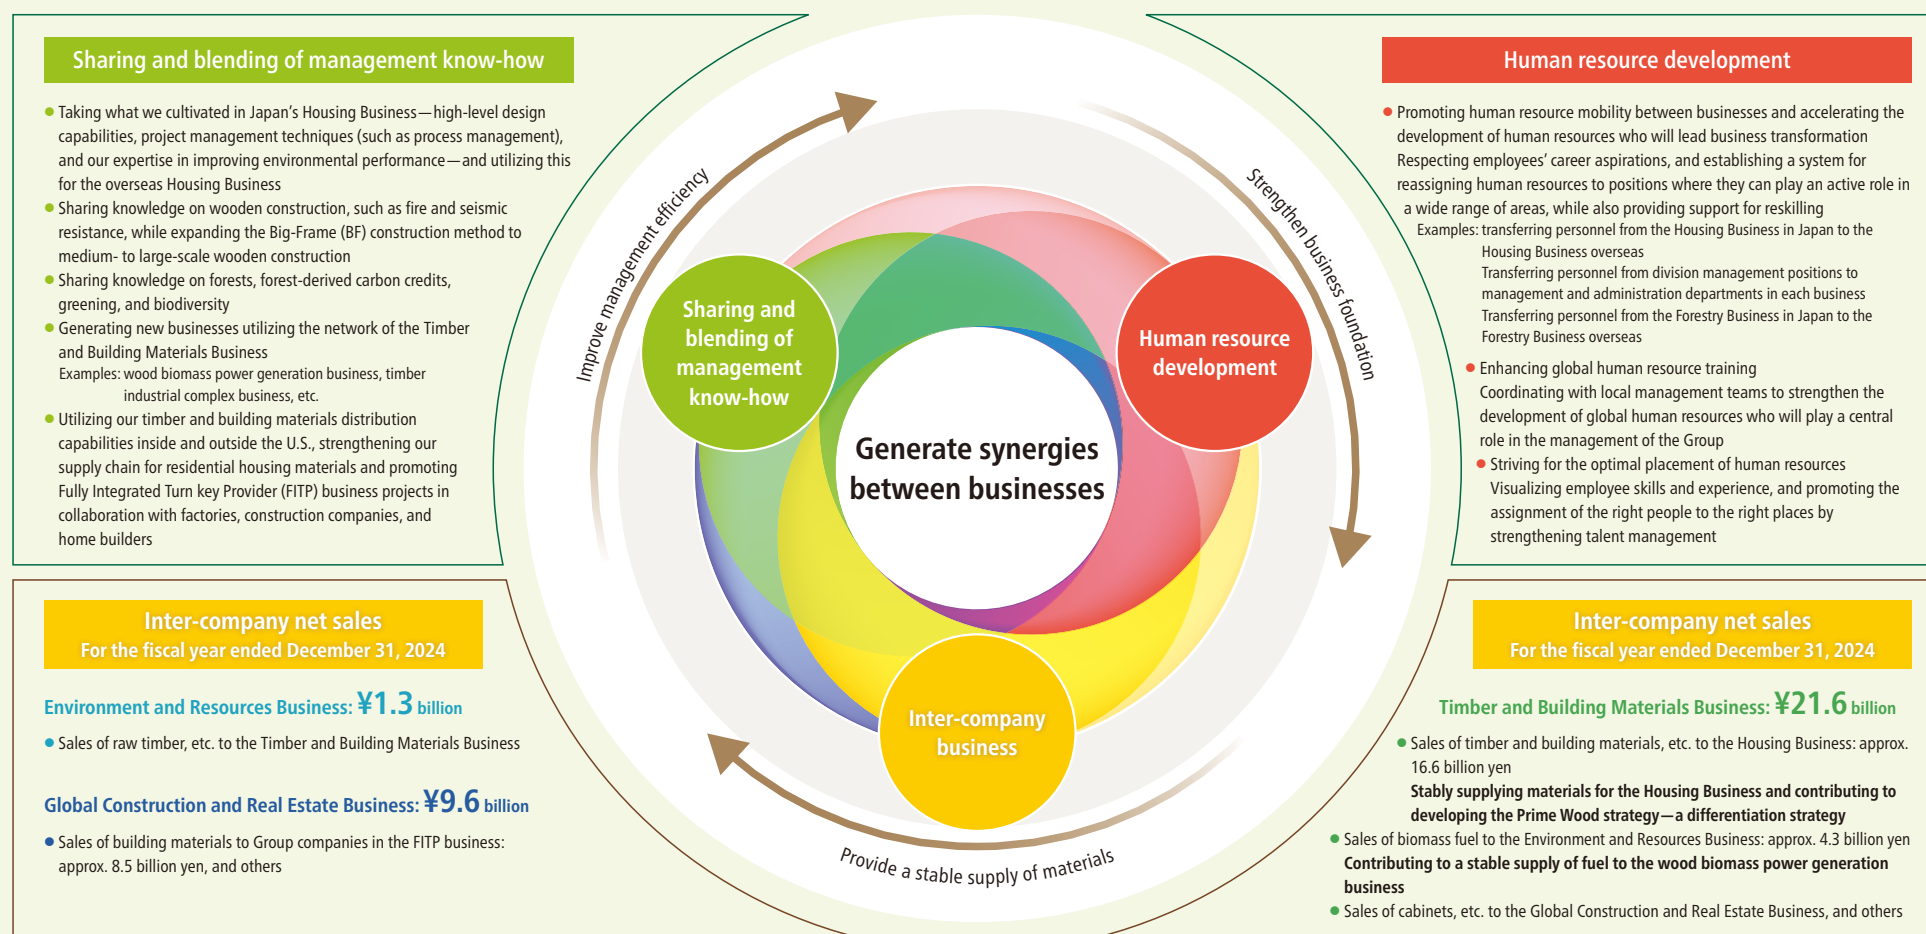 Sharing and blending of management know-how
● Taking what we cultivated in Japan's Housing Business—high-level design
capabilities, project management techniques (such as process management),
and our expertise in improving environmental performance—and utilizing this
for the overseas Housing Business
● Sharing knowledge on wooden construction, such as fire and seismic
resistance, while expanding the Big-Frame (BF) construction method to
medium- to large-scale wooden construction
● Sharing knowledge on forests, forest-derived carbon credits,
greening, and biodiversity
● Generating new businesses utilizing the network of the Timber
and Building Materials Business
Examples: wood biomass power generation business, timber
industrial complex business, etc.
● Utilizing our timber and building materials distribution
capabilities inside and outside the U.S., strengthening our
supply chain for residential housing materials and promoting
Fully Integrated Turn key Provider (FITP) business projects in
collaboration with factories, construction companies, and
home builders
Improve management efficiency
Strengthen business foundation
Provide a stable supply of materials
Sharing and
blending of
management
know-how
Human resource
development
Generate synergies
between businesses
Inter-company
business
Human resource development
● Promoting human resource mobility between businesses and accelerating the
development of human resources who will lead business transformation
Respecting employees' career aspirations, and establishing a system for
reassigning human resources to positions where they can play an active role in
a wide range of areas, while also providing support for reskilling
Examples: transferring personnel from the Housing Business in Japan to the
Housing Business overseas
Transferring personnel from division management positions to
management and administration departments in each business
Transferring personnel from the Forestry Business in Japan to the
Forestry Business overseas
● Enhancing global human resource training
Coordinating with local management teams to strengthen the
development of global human resources who will play a central
role in the management of the Group
● Striving for the optimal placement of human resources
Visualizing employee skills and experience, and promoting the
assignment of the right people to the right places by
strengthening talent management
Inter-company net sales
For the fiscal year ended December 31, 2024
Environment and Resources Business: ¥1.3 billion
● Sales of raw timber, etc. to the Timber and Building Materials Business
Global Construction and Real Estate Business: ¥9.6 billion
● Sales of building materials to Group companies in the FITP business:
approx. 8.5 billion yen, and others
Inter-company net sales
For the fiscal year ended December 31, 2024
Timber and Building Materials Business: ¥21.6 billion
● Sales of timber and building materials, etc. to the Housing Business: approx.
16.6 billion yen
Stably supplying materials for the Housing Business and contributing to
developing the Prime Wood strategy—a differentiation strategy
● Sales of biomass fuel to the Environment and Resources Business: approx. 4.3 billion yen
Contributing to a stable supply of fuel to the wood biomass power generation
business
● Sales of cabinets, etc. to the Global Construction and Real Estate Business, and others